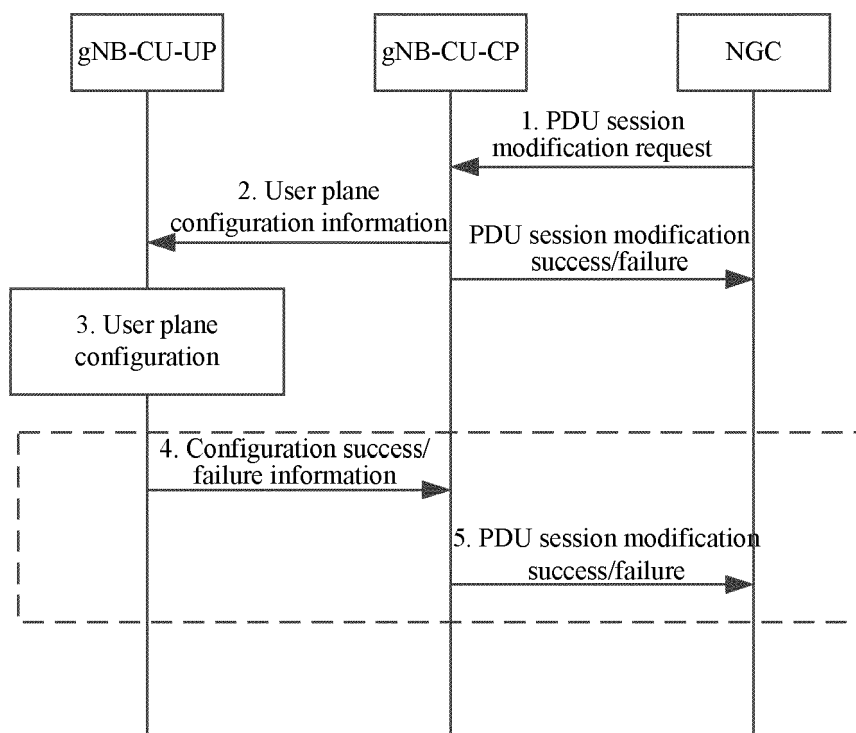 gNB-CU-UP
gNB-CU-CP
NGC
1. PDU session
modification request
2. User plane
configuration information
PDU session modification
success/failure
3. User plane
configuration
4. Configuration success/
failure information
5. PDU session modification
success/failure